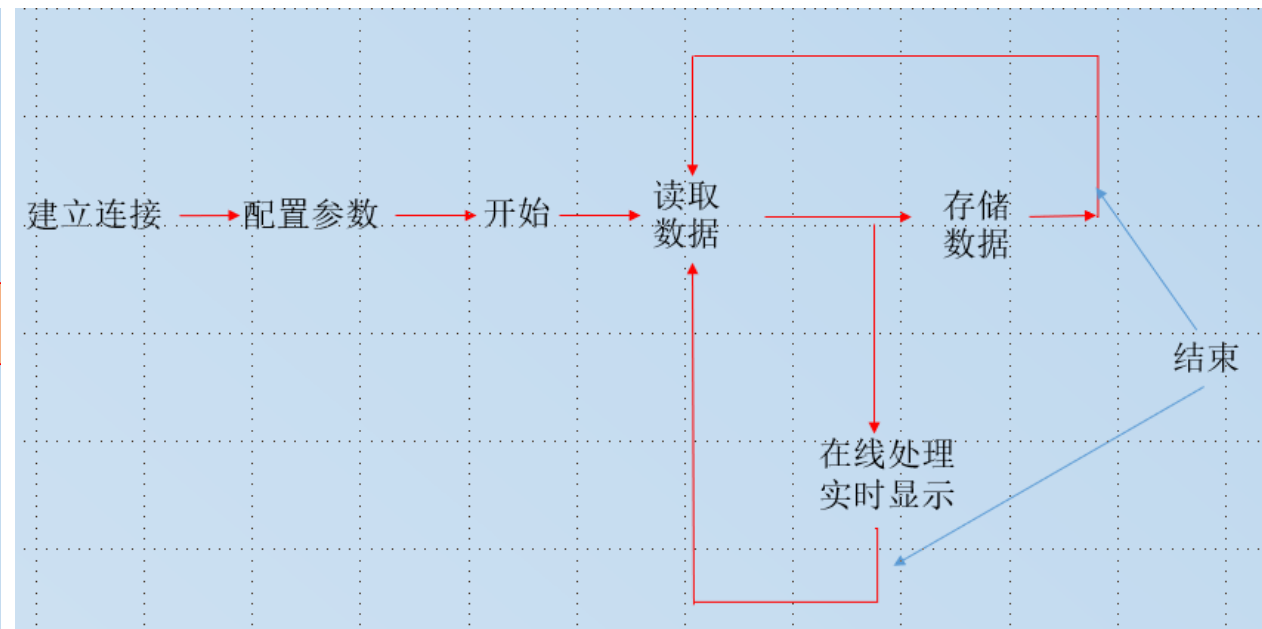 建立连接
配置参数
开始
读取
数据
存储
数据
结束
在线处理
实时显示